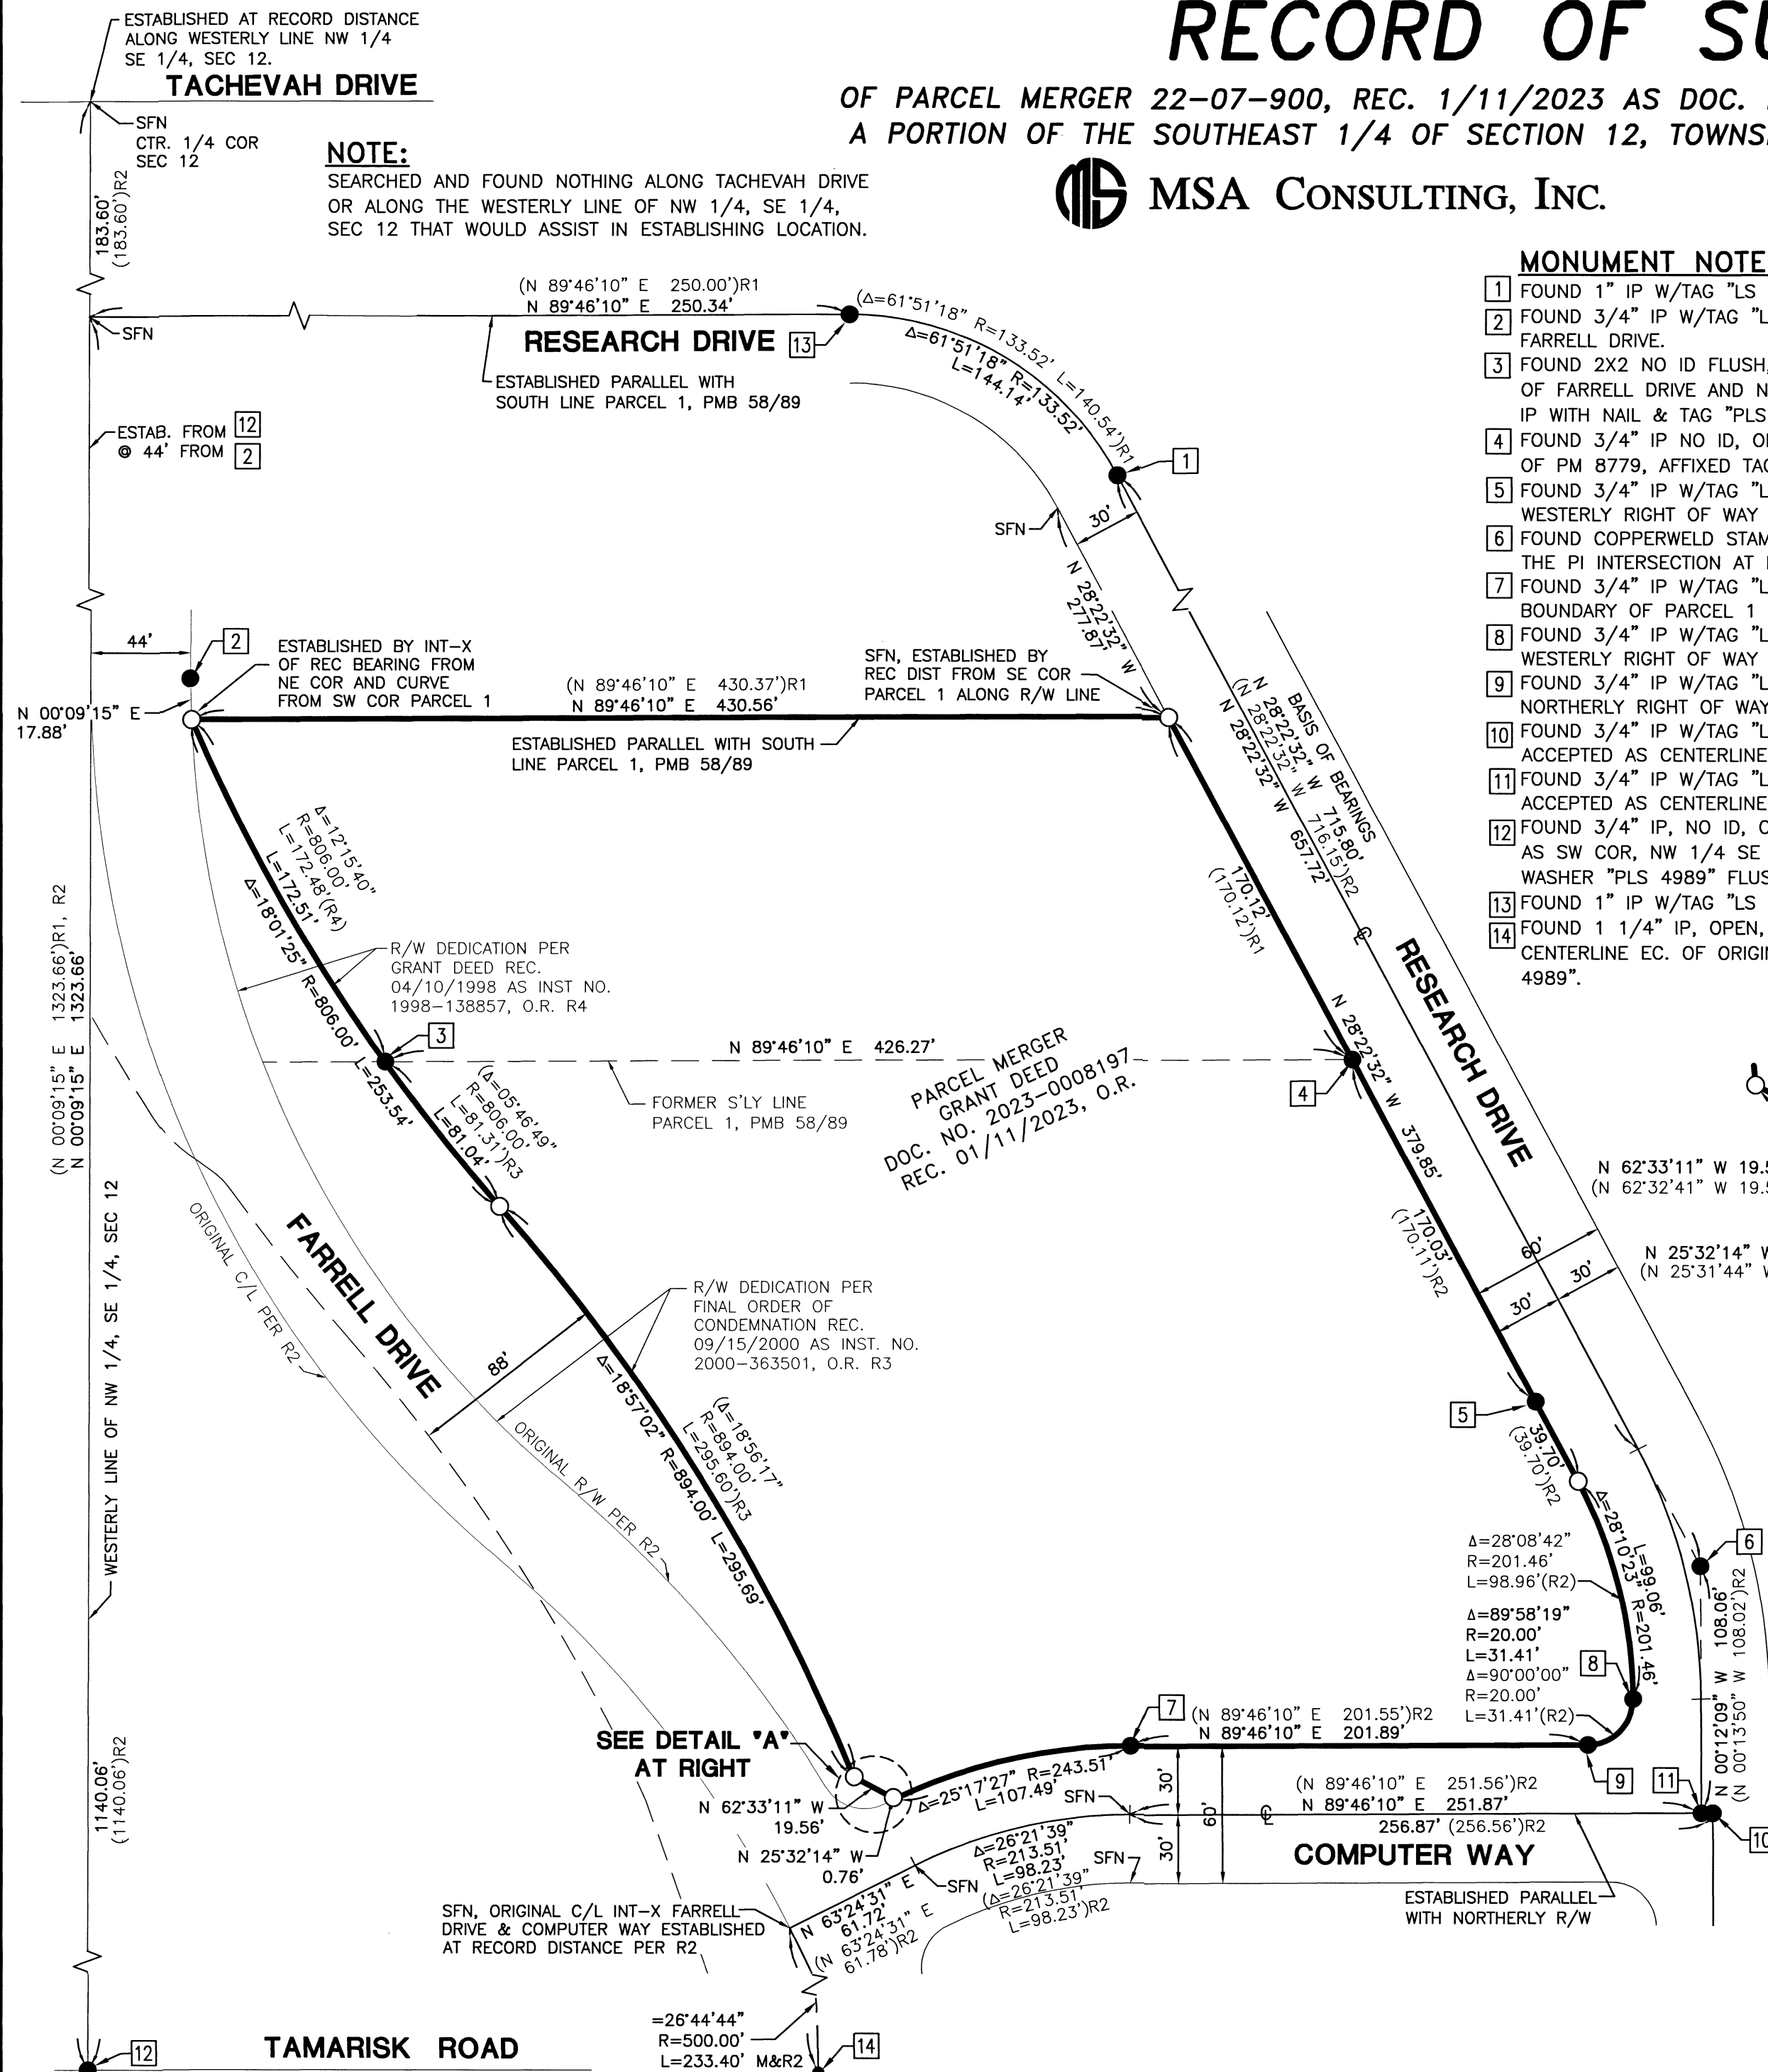 RECORD OF SU
OF PARCEL MERGER 22-07-900, REC. 1/11/2023 AS DOC.
A PORTION OF THE SOUTHEAST 1/4 OF SECTION 12, TOWNS
MS MSA CONSULTING, INC.
ESTABLISHED AT RECORD DISTANCE
ALONG WESTERLY LINE NW 1/4
SE 1/4, SEC 12.
TACHEVAH DRIVE
SFN
CTR. 1/4 COR
SEC 12
183.60'
(183.60')R2
NOTE:
SEARCHED AND FOUND NOTHING ALONG TACHEVAH DRIVE
OR ALONG THE WESTERLY LINE OF NW 1/4, SE 1/4,
SEC 12 THAT WOULD ASSIST IN ESTABLISHING LOCATION.
MONUMENT NOTE
1 FOUND 1" IP W/TAG "LS
2 FOUND 3/4" IP W/TAG "L
FARRELL DRIVE.
3 FOUND 2X2 NO ID FLUSH,
OF FARRELL DRIVE AND N
IP WITH NAIL & TAG "PLS
4 FOUND 3/4" IP NO ID,
OF PM 8779, AFFIXED TAG
5 FOUND 3/4" IP W/TAG "L
WESTERLY RIGHT OF WAY
6 FOUND COPPERWELD STAM
THE PI INTERSECTION AT
7 FOUND 3/4" IP W/TAG "L
BOUNDARY OF PARCEL 1
8 FOUND 3/4" IP W/TAG "L
WESTERLY RIGHT OF WAY
9 FOUND 3/4" IP W/TAG "L
NORTHERLY RIGHT OF WAY
10 FOUND 3/4" IP W/TAG "L
ACCEPTED AS CENTERLINE
11 FOUND 3/4" IP W/TAG "L
ACCEPTED AS CENTERLINE
12 FOUND 3/4" IP, NO ID,
AS SW COR, NW 1/4 SE
WASHER "PLS 4989" FLUS
13 FOUND 1" IP W/TAG "LS
14 FOUND 1 1/4" IP, OPEN,
CENTERLINE EC. OF ORIGI
4989".
(N 89°46'10" E 250.00')R1
N 89°46'10" E 250.34'
SFN
RESEARCH DRIVE 13
ESTABLISHED PARALLEL WITH
SOUTH LINE PARCEL 1, PMB 58/89
(Δ=61°51'18" R=133.52' L=140.54')R1
Δ=61°51'18" R=133.52'
L=144.14'
1
ESTAB. FROM 12
@ 44' FROM 2
SFN
30'
N 28°22'32" W
277.87'
44'
2
ESTABLISHED BY INT-X
OF REC BEARING FROM
NE COR AND CURVE
FROM SW COR PARCEL 1
N 00°09'15" E
17.88'
(N 89°46'10" E 430.37')R1
N 89°46'10" E 430.56'
SFN, ESTABLISHED BY
REC DIST FROM SE COR
PARCEL 1 ALONG R/W LINE
ESTABLISHED PARALLEL WITH SOUTH
LINE PARCEL 1, PMB 58/89
BASIS OF BEARINGS
N 28°22'32" W 715.80'
(N 28°22'32" W 716.15')R2
N 28°22'32" W 657.72'
170.12'
(170.12')R1
Δ=12°15'40"
R=806.00'
L=172.48'(R4)
L=172.51'
Δ=18°01'25" R=806.00' L=253.54'
R/W DEDICATION PER
GRANT DEED REC.
04/10/1998 AS INST NO.
1998-138857, O.R. R4
(N 00°09'15" E 1323.66')R1, R2
N 00°09'15" E 1323.66'
3
N 89°46'10" E 426.27'
FORMER S'LY LINE
PARCEL 1, PMB 58/89
(Δ=05°46'49"
R=806.00'
L=81.31')R3
L=81.04'
PARCEL MERGER
GRANT DEED
DOC. NO. 2023-0008197
REC. 01/11/2023, O.R.
4
RESEARCH DRIVE
N 28°22'32" W 379.85'
N 62°33'11" W 19.5
(N 62°32'41" W 19.5
N 25°32'14" W
(N 25°31'44" W
170.03'
(170.11')R2
60'
30'
30'
WESTERLY LINE OF NW 1/4, SE 1/4, SEC 12
ORIGINAL C/L PER R2
FARRELL DRIVE
88'
R/W DEDICATION PER
FINAL ORDER OF
CONDEMNATION REC.
09/15/2000 AS INST. NO.
2000-363501, O.R. R3
ORIGINAL R/W PER R2
Δ=18°57'02" R=894.00' L=295.69'
(Δ=18°56'17"
R=894.00'
L=295.60')R3
5
39.70'
(39.70')R2
6
Δ=28°10'23" R=201.46'
L=99.06'
Δ=28°08'42"
R=201.46'
L=98.96'(R2)
Δ=89°58'19"
R=20.00'
L=31.41'
Δ=90°00'00"
R=20.00'
L=31.41'(R2)
8
N 00°12'09" W 108.06'
(N 00°13'50" W 108.02')R2
SEE DETAIL "A"
AT RIGHT
N 62°33'11" W
19.56'
N 25°32'14" W
0.76'
7
(N 89°46'10" E 201.55')R2
N 89°46'10" E 201.89'
Δ=25°17'27" R=243.51'
L=107.49'
SFN
30'
60'
30'
9
11
10
(N 89°46'10" E 251.56')R2
N 89°46'10" E 251.87'
256.87' (256.56')R2
COMPUTER WAY
ESTABLISHED PARALLEL
WITH NORTHERLY R/W
Δ=26°21'39"
R=213.51'
L=98.23'
(Δ=26°21'39"
R=213.51'
L=98.23')R2
SFN
SFN
1140.06'
(1140.06')R2
SFN, ORIGINAL C/L INT-X FARRELL
DRIVE & COMPUTER WAY ESTABLISHED
AT RECORD DISTANCE PER R2
N 63°24'31" E
61.72'
(N 63°24'31" E
61.78')R2
=26°44'44"
R=500.00'
L=233.40' M&R2
14
12
TAMARISK ROAD